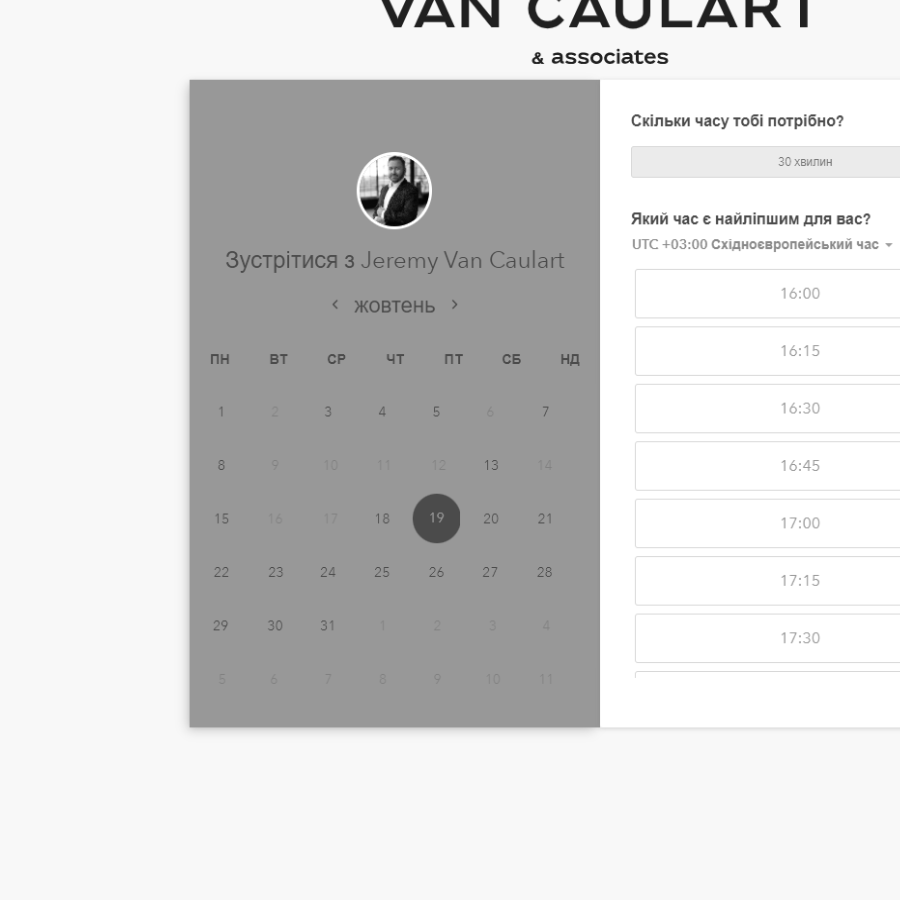 VAN CAULART
& associates
Зустрітися з Jeremy Van Caulart
жовтень
ПН ВТ СР ЧТ ПТ СБ НД
1 2 3 4 5 6 7
8 9 10 11 12 13 14
15 16 17 18 19 20 21
22 23 24 25 26 27 28
29 30 31 1 2 3 4
5 6 7 8 9 10 11
Скільки часу тобі потрібно?
30 хвилин
Який час є найліпшим для вас?
UTC +03:00 Східноєвропейський час
16:00
16:15
16:30
16:45
17:00
17:15
17:30